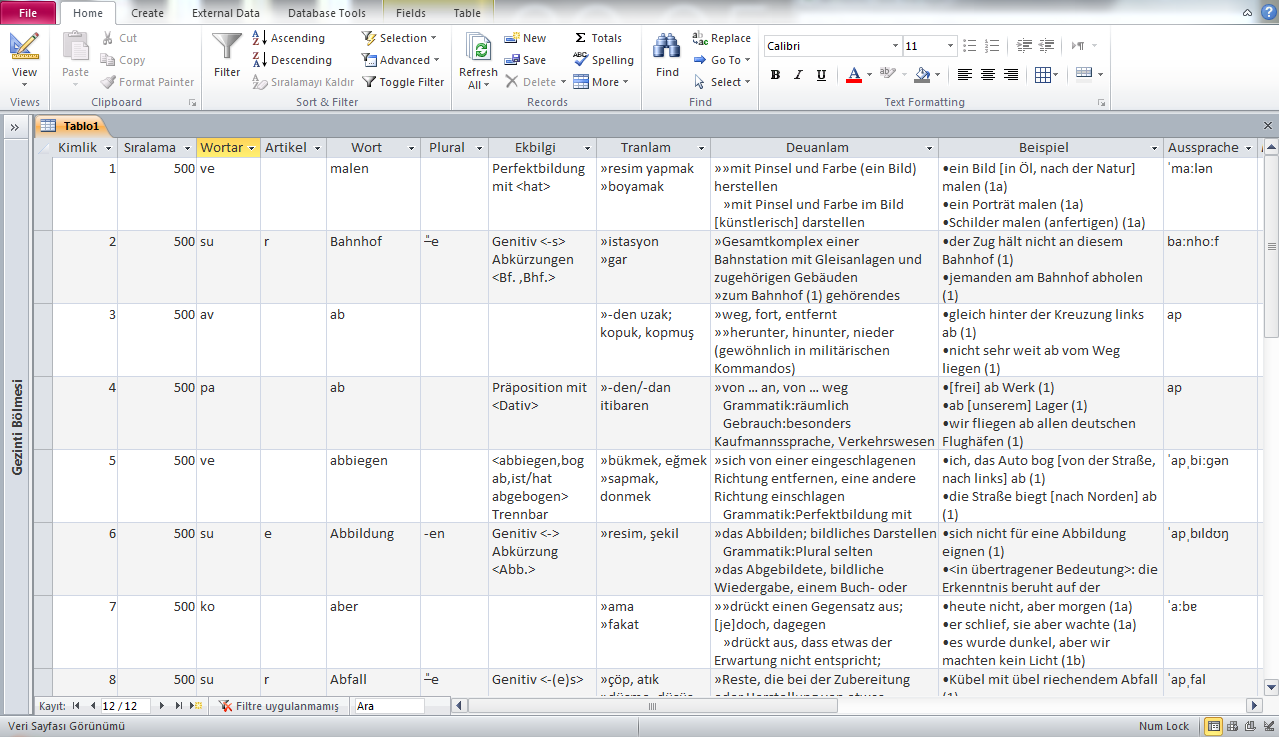 File Home Create External Data Database Tools Fields Table
View
Views
Paste
Cut
Copy
Format Painter
Clipboard
Filter
Ascending
Descending
Sıralamayı Kaldır
Selection
Advanced
Toggle Filter
Sort & Filter
Refresh All
New
Save
Delete
Totals
Spelling
More
Records
Find
Replace
Go To
Select
Find
Calibri 11
B I U A
Text Formatting
Tablo1
Gezinti Bölmesi
Kimlik Sıralama Wortar Artikel Wort Plural Ekbilgi Tranlam Deuanlam Beispiel Aussprache
1 500 ve malen
Perfektbildung
mit <hat>
»resim yapmak
»boyamak
»»mit Pinsel und Farbe (ein Bild)
herstellen
»mit Pinsel und Farbe im Bild
[künstlerisch] darstellen
•ein Bild [in Öl, nach der Natur]
malen (1a)
•ein Porträt malen (1a)
•Schilder malen (anfertigen) (1a)
ˈmaːlən
2 500 su r Bahnhof ⸚e
Genitiv <-s>
Abkürzungen
<Bf. ,Bhf.>
»istasyon
»gar
»Gesamtkomplex einer
Bahnstation mit Gleisanlagen und
zugehörigen Gebäuden
»zum Bahnhof (1) gehörendes
•der Zug hält nicht an diesem
Bahnhof (1)
•jemanden am Bahnhof abholen
(1)
baːnhoːf
3 500 av ab
»-den uzak;
kopuk, kopmuş
»weg, fort, entfernt
»»herunter, hinunter, nieder
(gewöhnlich in militärischen
Kommandos)
•gleich hinter der Kreuzung links
ab (1)
•nicht sehr weit ab vom Weg
liegen (1)
ap
4 500 pa ab
Präposition mit
<Dativ>
»-den/-dan
itibaren
»von … an, von … weg
Grammatik:räumlich
Gebrauch:besonders
Kaufmannssprache, Verkehrswesen
•[frei] ab Werk (1)
•ab [unserem] Lager (1)
•wir fliegen ab allen deutschen
Flughäfen (1)
ap
5 500 ve abbiegen
<abbiegen,bog
ab,ist/hat
abgebogen>
Trennbar
»bükmek, eğmek
»sapmak,
donmek
»sich von einer eingeschlagenen
Richtung entfernen, eine andere
Richtung einschlagen
Grammatik:Perfektbildung mit
•ich, das Auto bog [von der Straße,
nach links] ab (1)
•die Straße biegt [nach Norden] ab
(1)
ˈapˌbiːɡən
6 500 su e Abbildung -en
Genitiv <->
Abkürzung
<Abb.>
»resim, şekil
»das Abbilden; bildliches Darstellen
Grammatik:Plural selten
»das Abgebildete, bildliche
Wiedergabe, einem Buch- oder
•sich nicht für eine Abbildung
eignen (1)
•<in übertragener Bedeutung>: die
Erkenntnis beruht auf der
ˈapˌbɪldʊŋ
7 500 ko aber
»ama
»fakat
»»drückt einen Gegensatz aus;
[je]doch, dagegen
»drückt aus, dass etwas der
Erwartung nicht entspricht;
•heute nicht, aber morgen (1a)
•er schlief, sie aber wachte (1a)
•es wurde dunkel, aber wir
machten kein Licht (1b)
ˈaːbɐ
8 500 su r Abfall ⸚e
Genitiv <-(e)s>
»çöp, atık
»Reste, die bei der Zubereitung
•Kübel mit übel riechendem Abfall
ˈapˌfal
Kayıt: 12 / 12 Filtre uygulanmamış Ara
Veri Sayfası Görünümü Num Lock